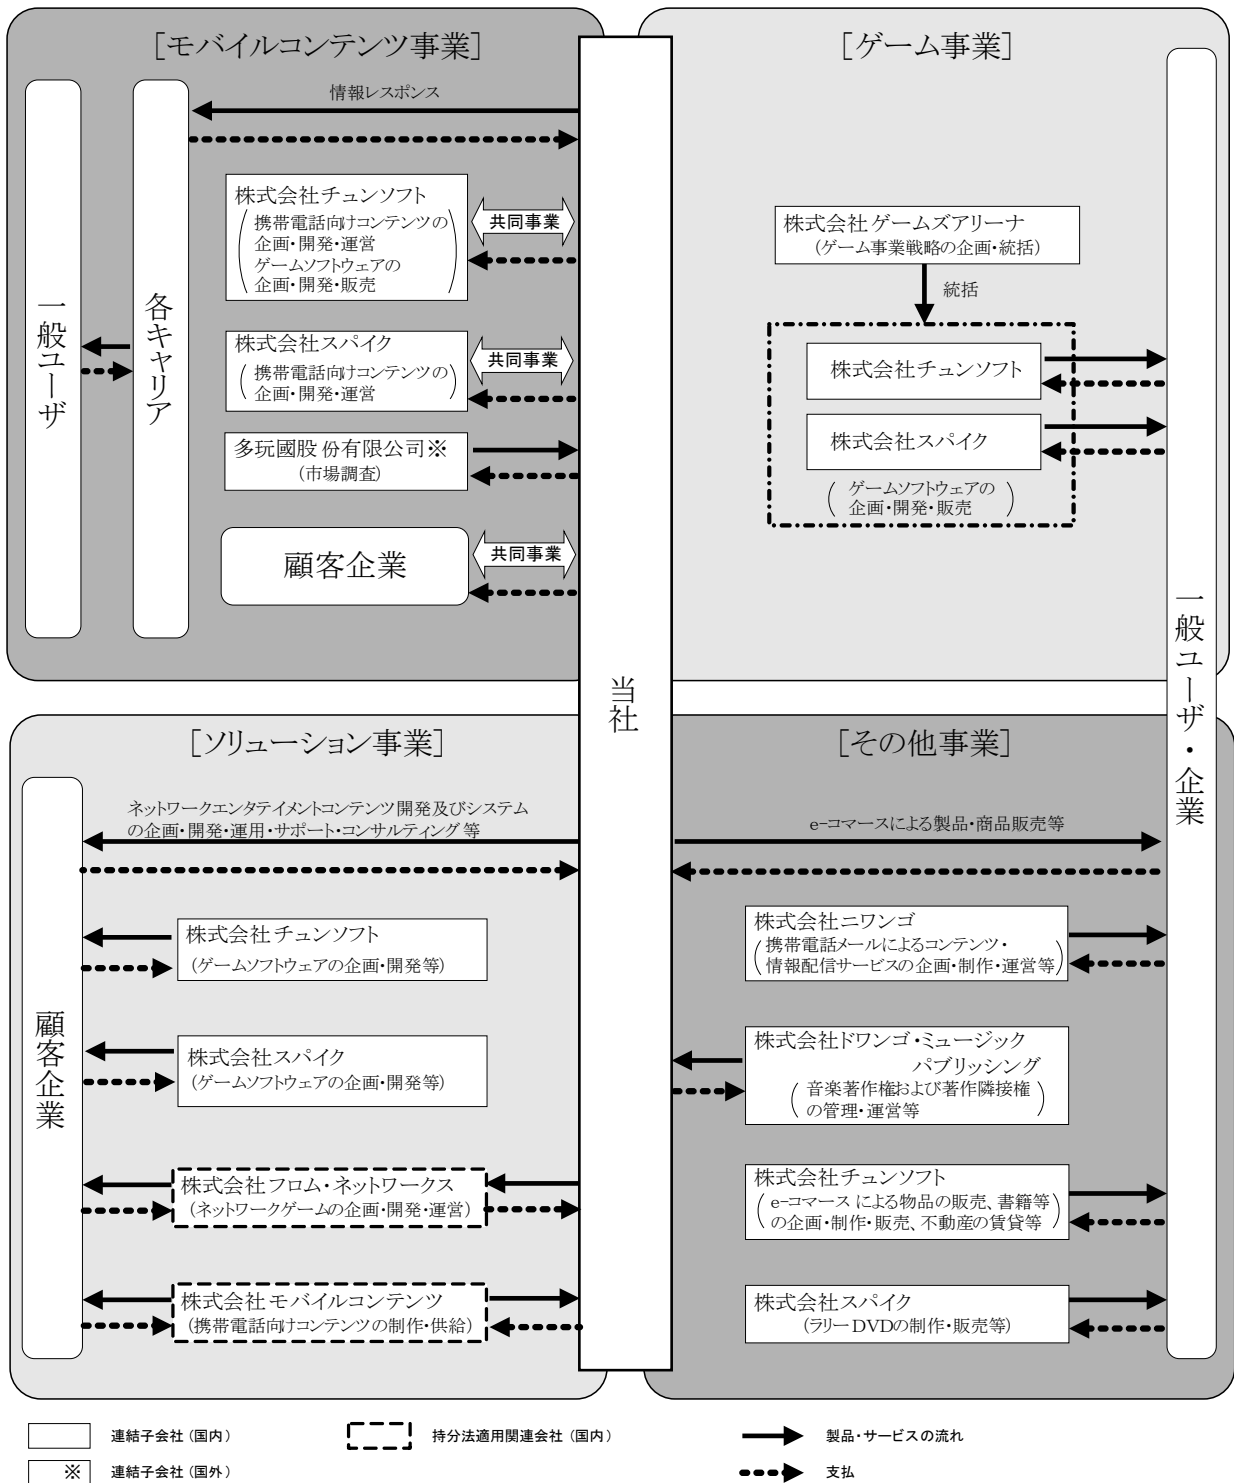 [モバイルコンテンツ事業]
情報レスポンス
一般ユーザ
各キャリア
株式会社チュンソフト
(携帯電話向けコンテンツの
企画・開発・運営
ゲームソフトウェアの
企画・開発・販売)
共同事業
株式会社スパイク
(携帯電話向けコンテンツの
企画・開発・運営)
共同事業
多玩國股份有限公司※
(市場調査)
顧客企業
共同事業
当社
[ゲーム事業]
株式会社ゲームズアリーナ
(ゲーム事業戦略の企画・統括)
統括
株式会社チュンソフト
株式会社スパイク
(ゲームソフトウェアの
企画・開発・販売)
一般ユーザ・企業
[ソリューション事業]
ネットワークエンタテイメントコンテンツ開発及びシステム
の企画・開発・運用・サポート・コンサルティング等
顧客企業
株式会社チュンソフト
(ゲームソフトウェアの企画・開発等)
株式会社スパイク
(ゲームソフトウェアの企画・開発等)
株式会社フロム・ネットワークス
(ネットワークゲームの企画・開発・運営)
株式会社モバイルコンテンツ
(携帯電話向けコンテンツの制作・供給)
[その他事業]
e-コマースによる製品・商品販売等
株式会社ニワンゴ
(携帯電話メールによるコンテンツ・
情報配信サービスの企画・制作・運営等)
株式会社ドワンゴ・ミュージック
パブリッシング
(音楽著作権および著作隣接権
の管理・運営等)
株式会社チュンソフト
(e-コマースによる物品の販売、書籍等
の企画・制作・販売、不動産の賃貸等)
株式会社スパイク
(ラリーDVDの制作・販売等)
連結子会社(国内)
持分法適用関連会社(国内)
製品・サービスの流れ
※ 連結子会社(国外)
支払